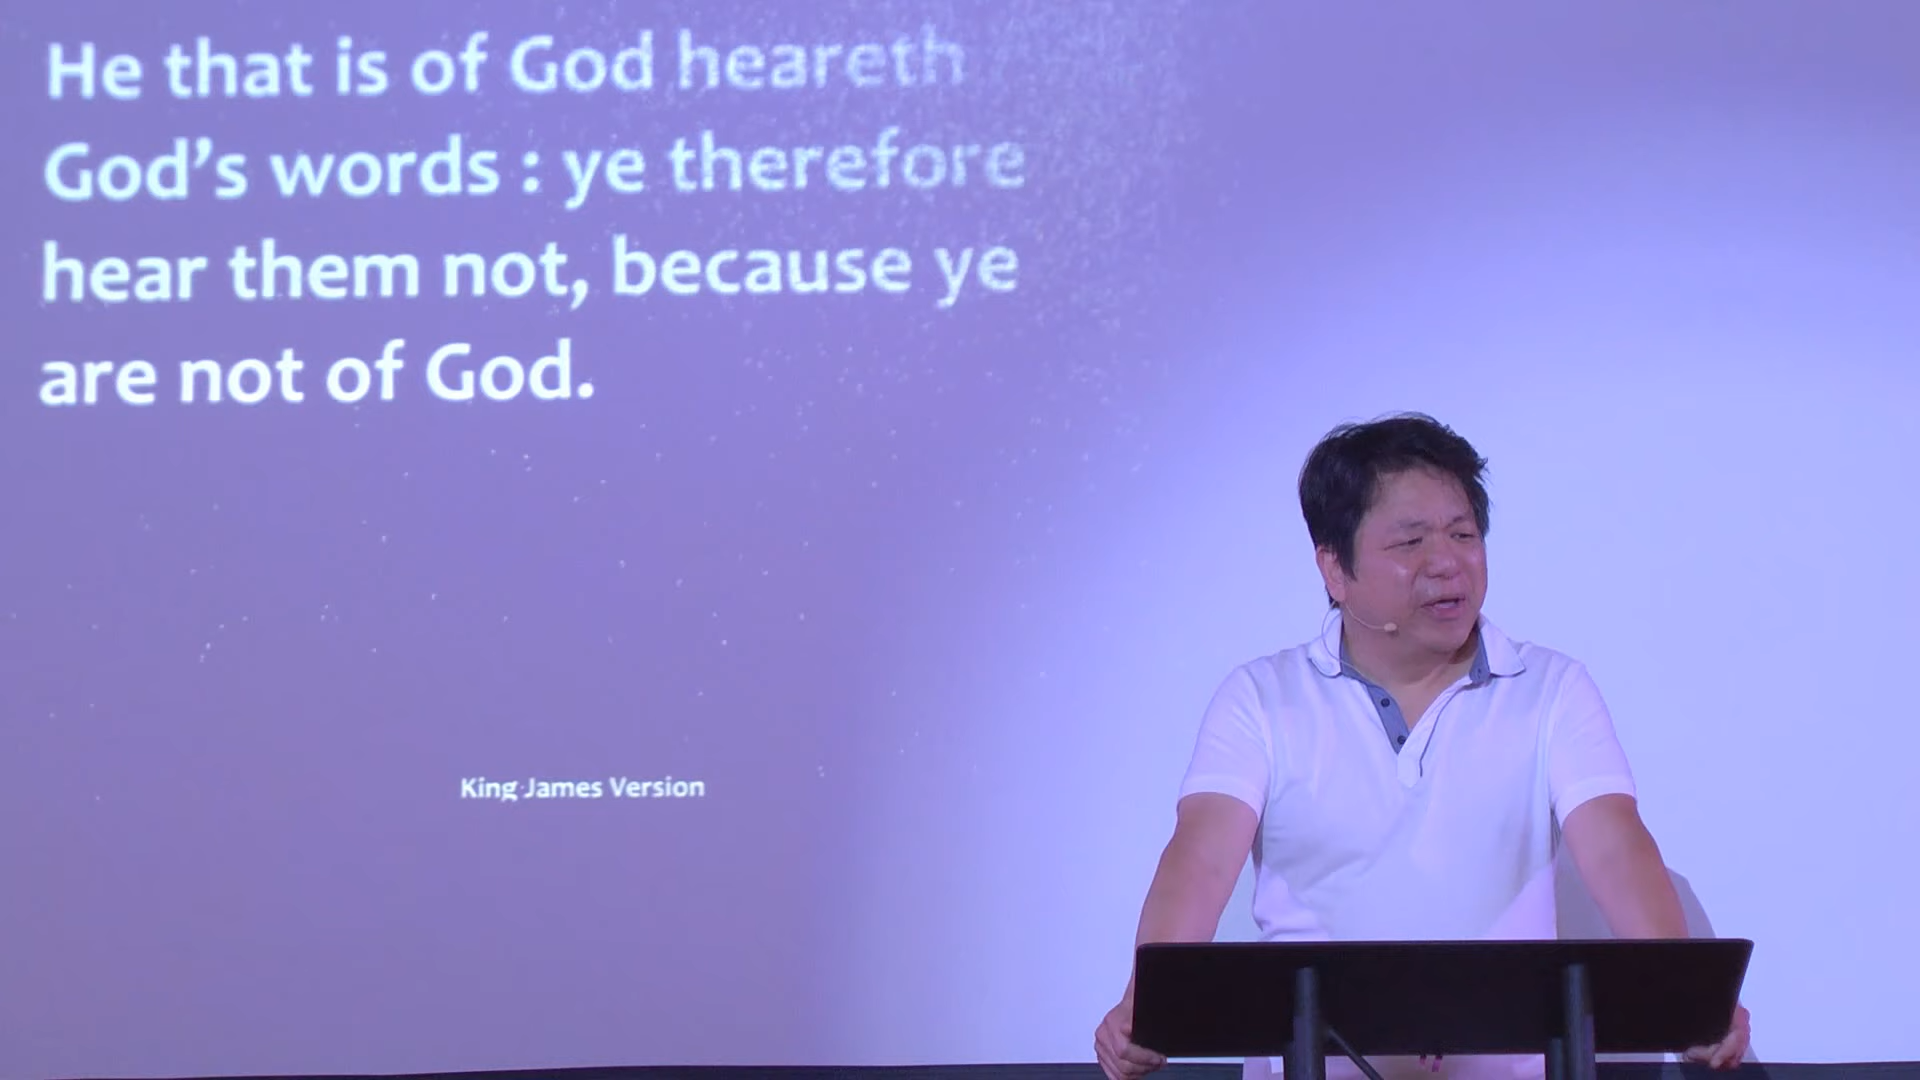 He that is of God heareth
God’s words : ye therefore
hear them not, because ye
are not of God.
King James Version